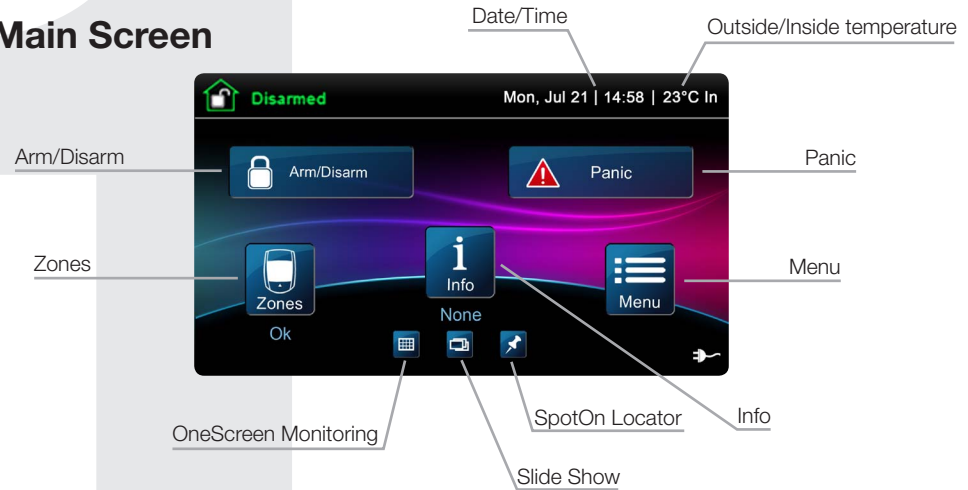 Main Screen
Date/Time
Outside/Inside temperature
Disarmed
Mon, Jul 21 | 14:58 | 23°C In
Arm/Disarm
Arm/Disarm
Panic
Panic
Zones
Zones
Ok
i
Info
None
Menu
Menu
OneScreen Monitoring
SpotOn Locator
Info
Slide Show